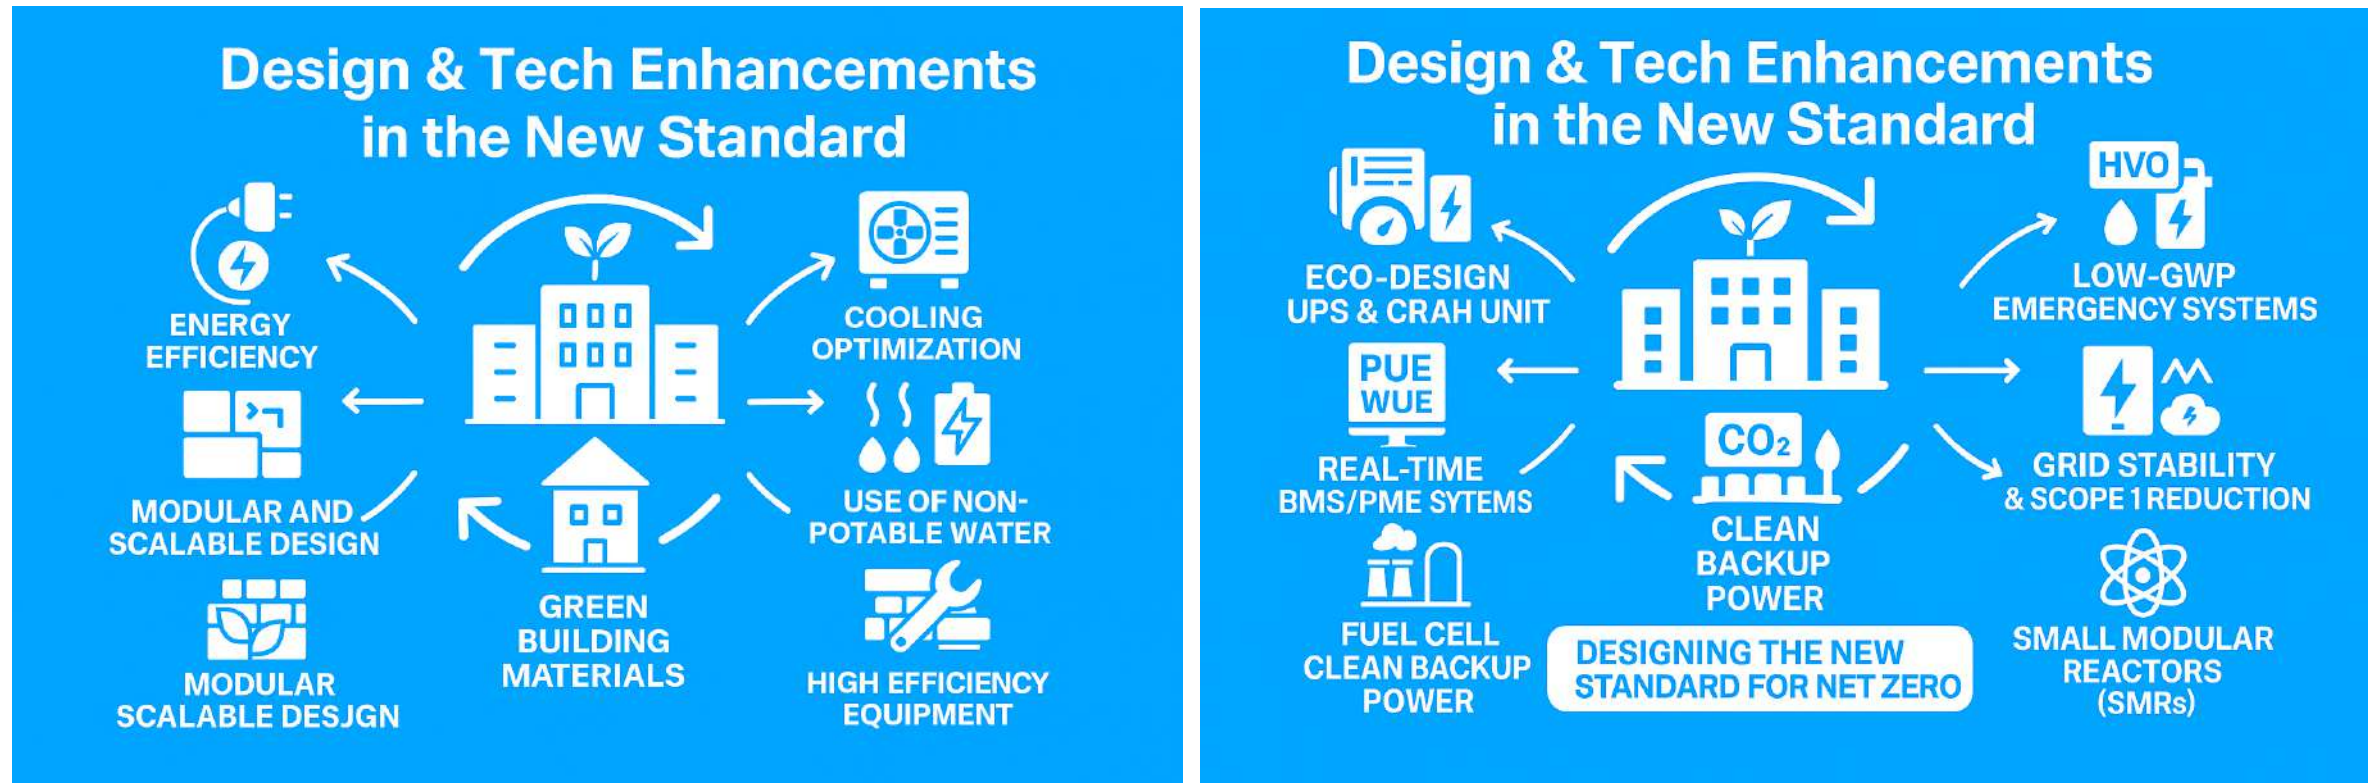 Design & Tech Enhancements
in the New Standard
ENERGY
EFFICIENCY
COOLING
OPTIMIZATION
MODULAR AND
SCALABLE DESIGN
USE OF NON-
POTABLE WATER
MODULAR
SCALABLE DESJGN
GREEN
BUILDING
MATERIALS
HIGH EFFICIENCY
EQUIPMENT
Design & Tech Enhancements
in the New Standard
HVO
ECO-DESIGN
UPS & CRAH UNIT
LOW-GWP
EMERGENCY SYSTEMS
PUE
WUE
REAL-TIME
BMS/PME SYTEMS
CO₂
CLEAN
BACKUP
POWER
GRID STABILITY
& SCOPE 1 REDUCTION
FUEL CELL
CLEAN BACKUP
POWER
DESIGNING THE NEW
STANDARD FOR NET ZERO
SMALL MODULAR
REACTORS
(SMRs)